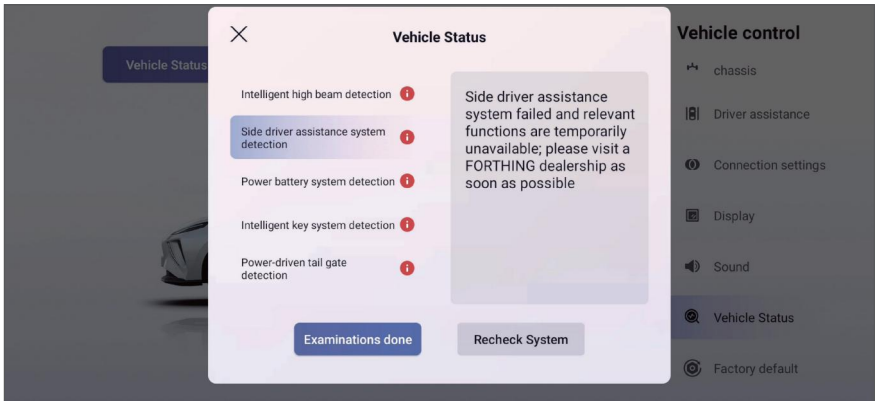 Vehicle Status
Vehicle Status
Intelligent high beam detection
Side driver assistance system
detection
Power battery system detection
Intelligent key system detection
Power-driven tail gate
detection
Side driver assistance
system failed and relevant
functions are temporarily
unavailable; please visit a
FORTHING dealership as
soon as possible
Examinations done
Recheck System
Vehicle control
chassis
Driver assistance
Connection settings
Display
Sound
Vehicle Status
Factory default